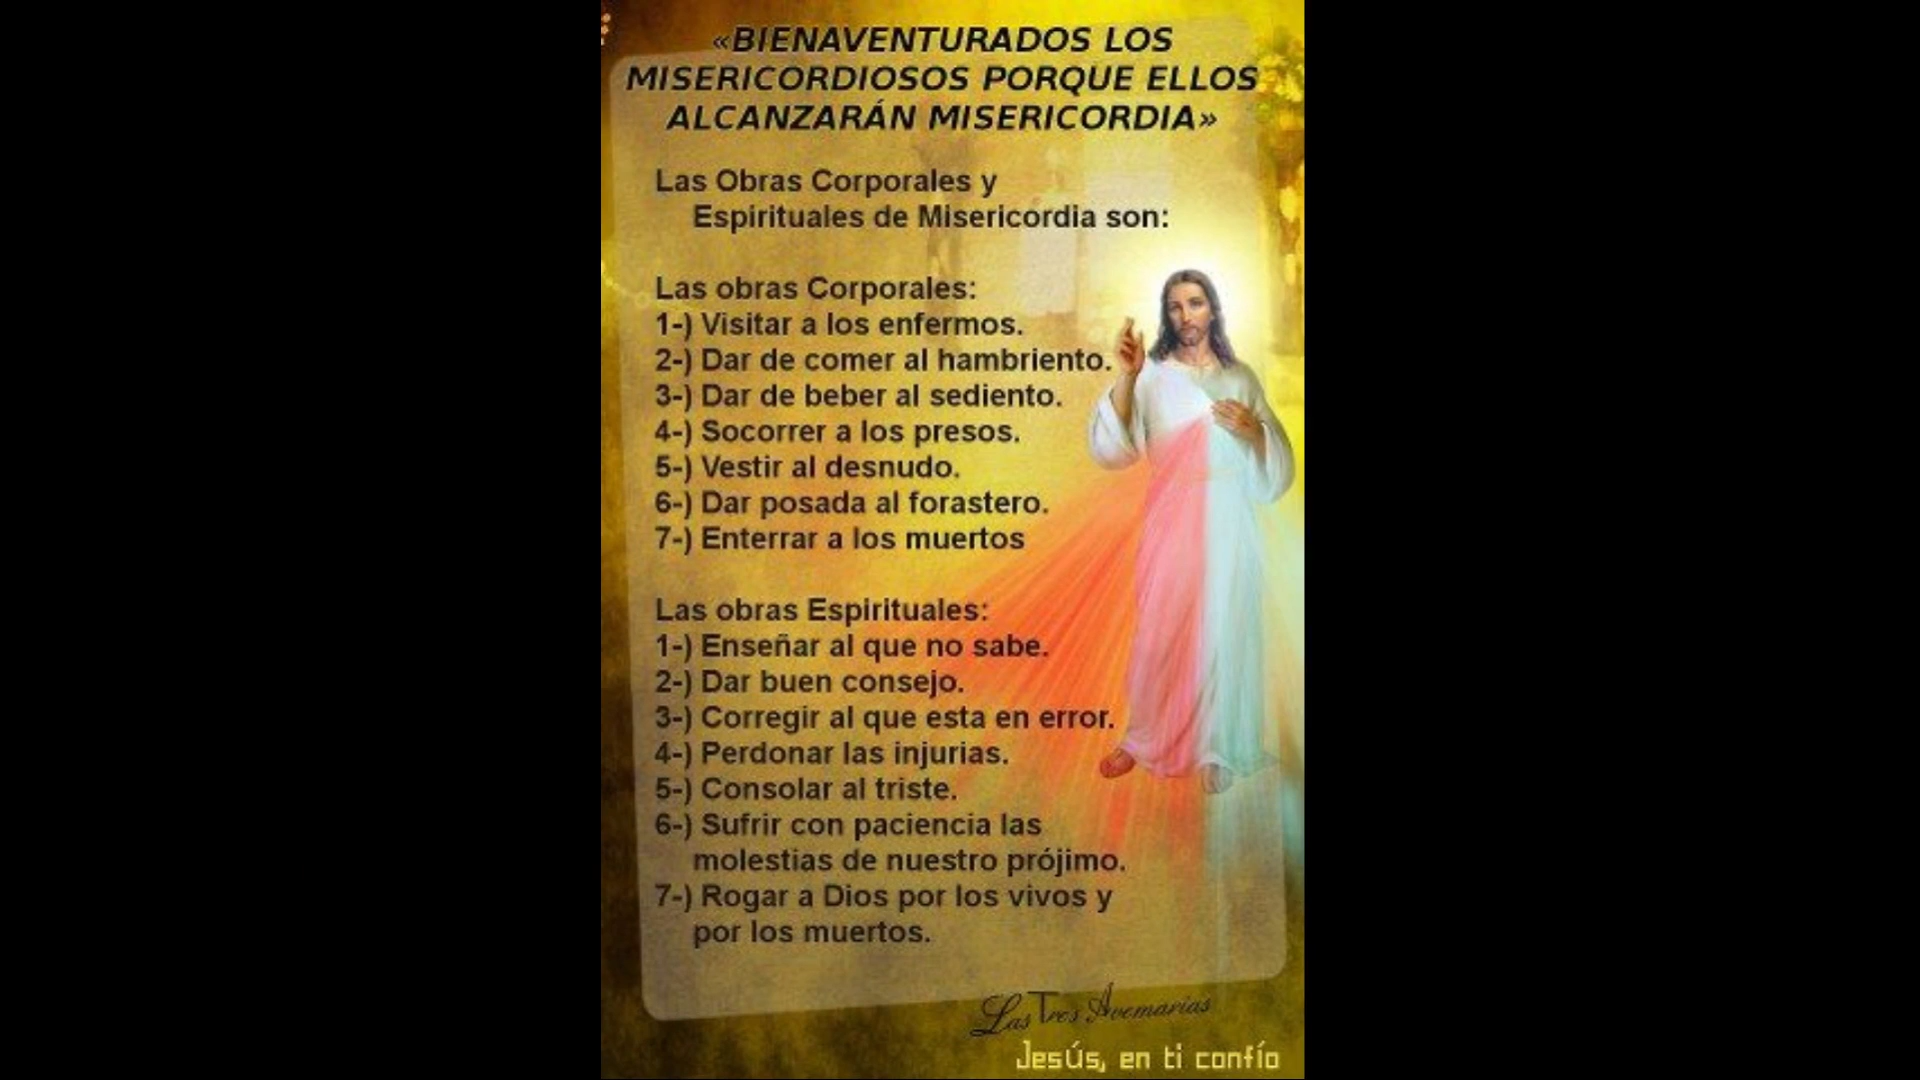 «BIENAVENTURADOS LOS
MISERICORDIOSOS PORQUE ELLOS
ALCANZARÁN MISERICORDIA»
Las Obras Corporales y
Espirituales de Misericordia son:
Las obras Corporales:
1-) Visitar a los enfermos.
2-) Dar de comer al hambriento.
3-) Dar de beber al sediento.
4-) Socorrer a los presos.
5-) Vestir al desnudo.
6-) Dar posada al forastero.
7-) Enterrar a los muertos
Las obras Espirituales:
1-) Enseñar al que no sabe.
2-) Dar buen consejo.
3-) Corregir al que esta en error.
4-) Perdonar las injurias.
5-) Consolar al triste.
6-) Sufrir con paciencia las
molestias de nuestro prójimo.
7-) Rogar a Dios por los vivos y
por los muertos.
Las Tres Avemarías
Jesús, en ti confío